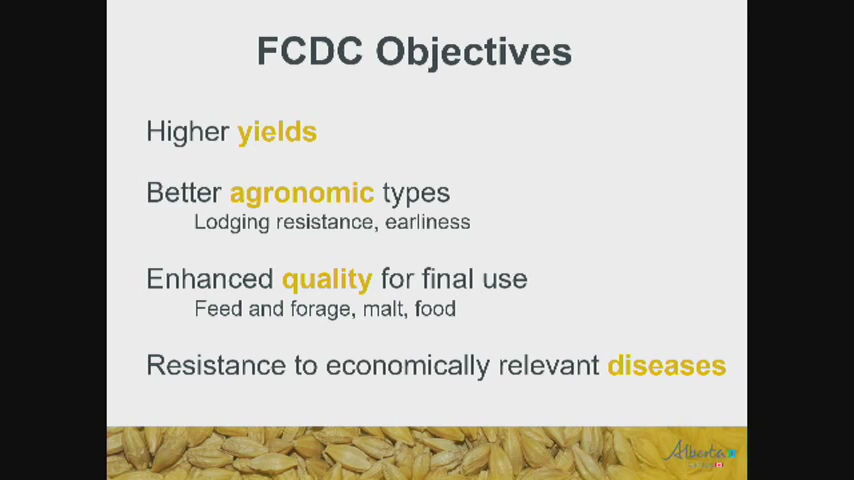 FCDC Objectives
Higher yields
Better agronomic types
Lodging resistance, earliness
Enhanced quality for final use
Feed and forage, malt, food
Resistance to economically relevant diseases
Alberta